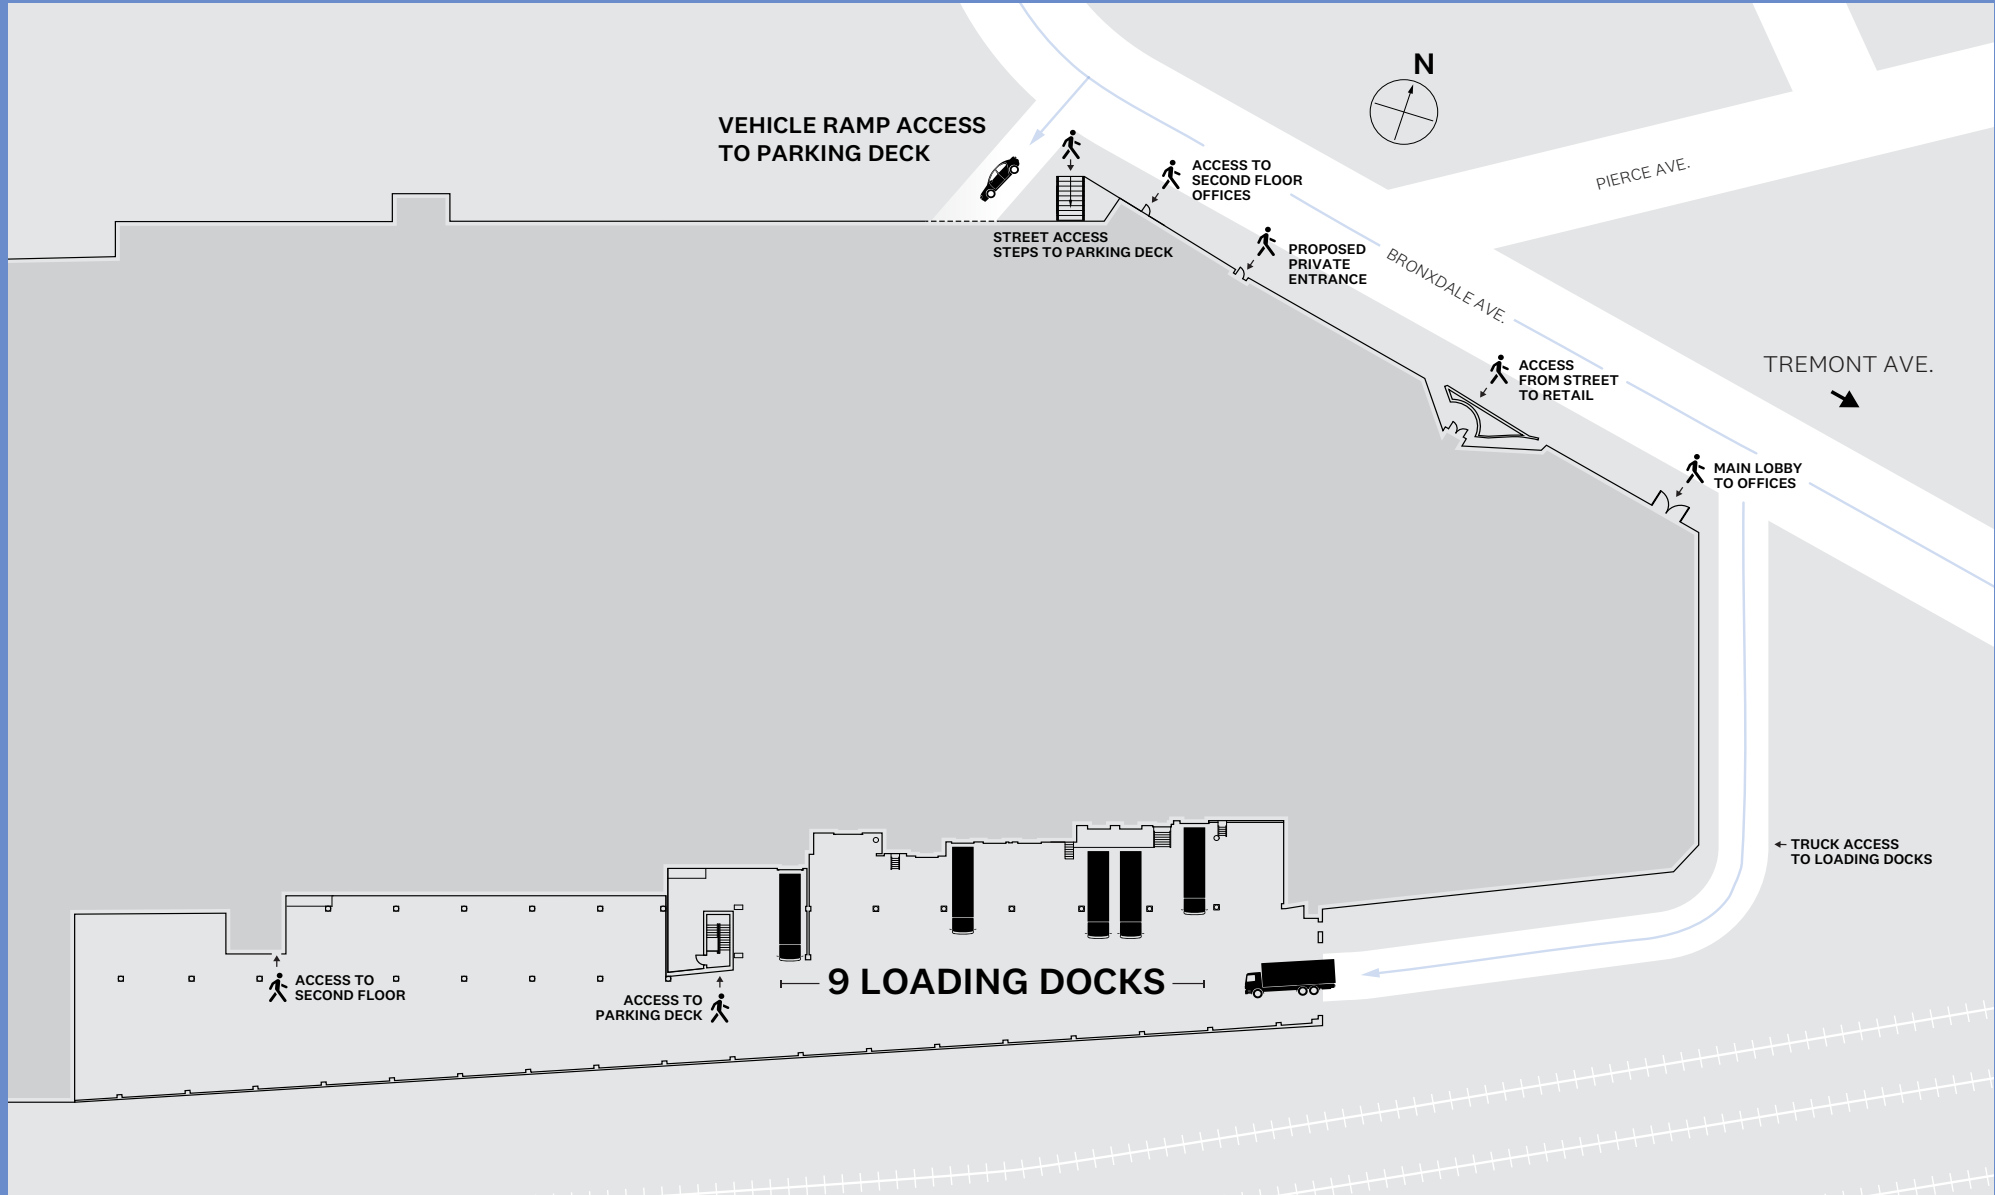 N
VEHICLE RAMP ACCESS
TO PARKING DECK
ACCESS TO
SECOND FLOOR
OFFICES
PIERCE AVE.
STREET ACCESS
STEPS TO PARKING DECK
PROPOSED
PRIVATE
ENTRANCE
BRONXDALE AVE.
TREMONT AVE.
ACCESS
FROM STREET
TO RETAIL
MAIN LOBBY
TO OFFICES
TRUCK ACCESS
TO LOADING DOCKS
9 LOADING DOCKS
ACCESS TO
SECOND FLOOR
ACCESS TO
PARKING DECK